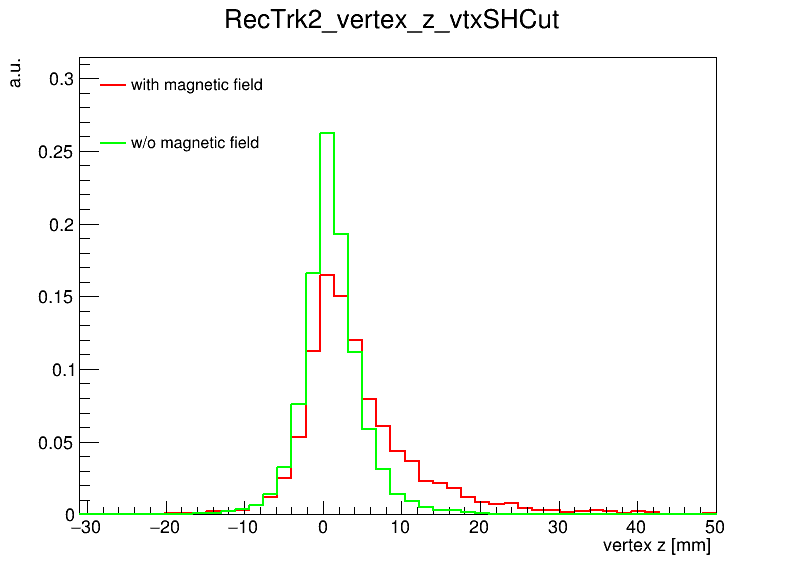 RecTrk2_vertex_z_vtxSHCut
a.u.
0.3
with magnetic field
w/o magnetic field
0.25
0.2
0.15
0.1
0.05
0
−30 −20 −10 0 10 20 30 40 50
vertex z [mm]